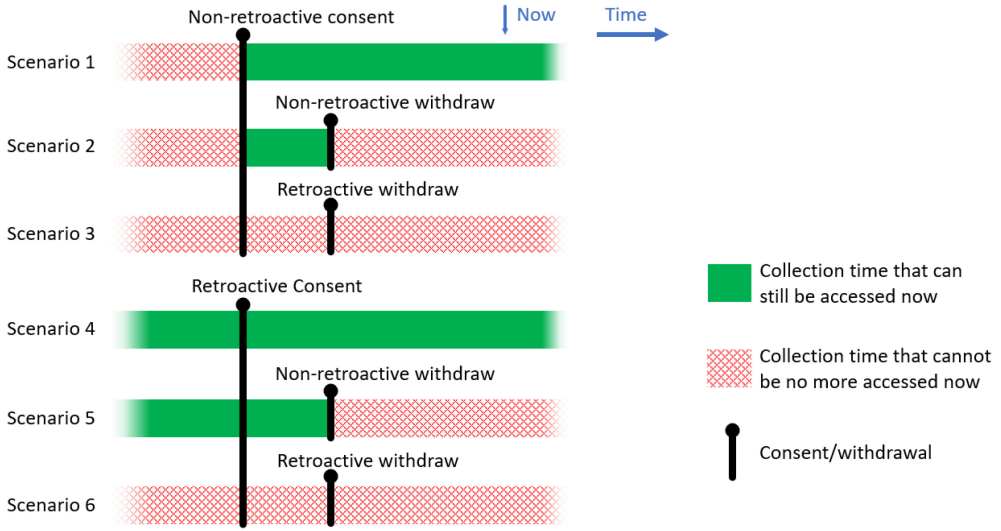 Non-retroactive consent
Now
Time
Scenario 1
Non-retroactive withdraw
Scenario 2
Retroactive withdraw
Scenario 3
Retroactive Consent
Scenario 4
Non-retroactive withdraw
Scenario 5
Retroactive withdraw
Scenario 6
Collection time that can
still be accessed now
Collection time that cannot
be no more accessed now
Consent/withdrawal